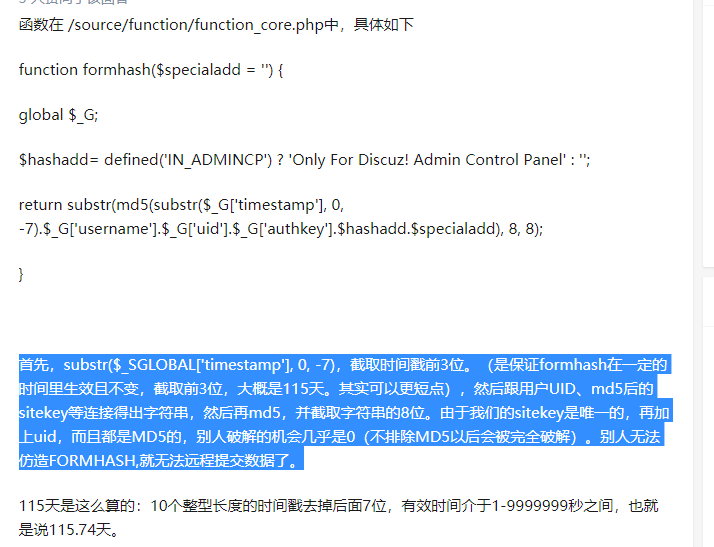 函数在 /source/function/function_core.php中，具体如下
function formhash($specialadd = '') {
global $_G;
$hashadd= defined('IN_ADMINCP') ? 'Only For Discuz! Admin Control Panel' : '';
return substr(md5(substr($_G['timestamp'], 0,
-7).$_G['username'].$_G['uid'].$_G['authkey'].$hashadd.$specialadd), 8, 8);
}
首先，substr($_SGLOBAL['timestamp'], 0, -7)，截取时间戳前3位。（是保证formhash在一定的
时间里生效且不变，截取前3位，大概是115天。其实可以更短点），然后跟用户UID、md5后的
sitekey等连接得出字符串，然后再md5，并截取字符串的8位。由于我们的sitekey是唯一的，再加
上uid，而且都是MD5的，别人破解的机会几乎是0（不排除MD5以后会被完全破解）。别人无法
仿造FORMHASH,就无法远程提交数据了。
115天是这么算的：10个整型长度的时间戳去掉后面7位，有效时间介于1-9999999秒之间，也就
是说115.74天。